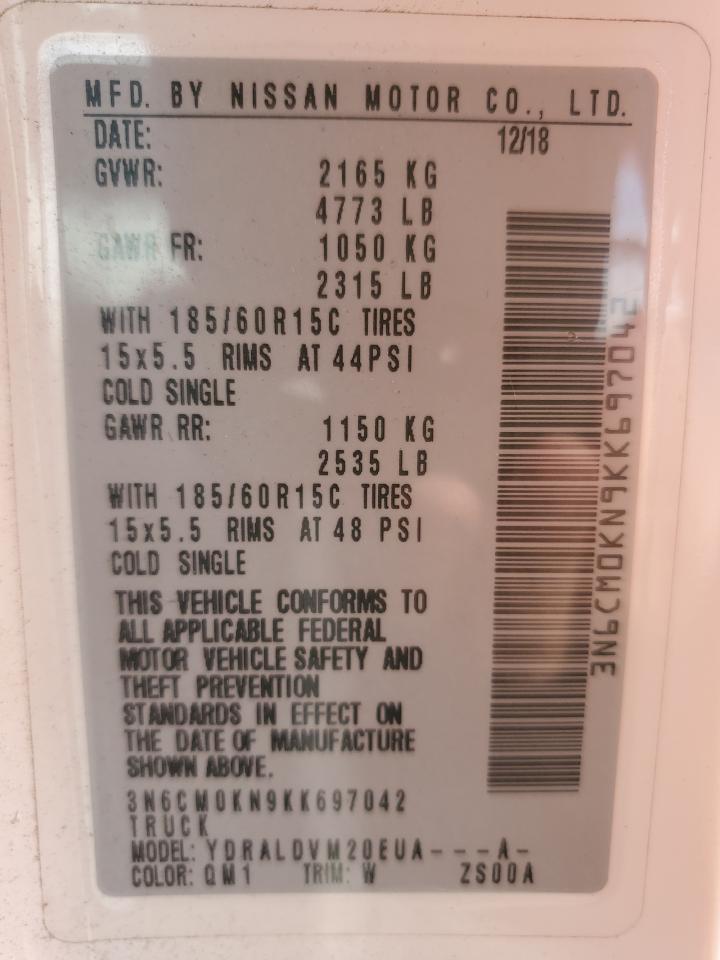 MFD. BY NISSAN MOTOR CO., LTD.
DATE: 12/18
GVWR: 2165 KG
4773 LB
GAWR FR: 1050 KG
2315 LB
WITH 185/60R15C TIRES
15x5.5 RIMS AT 44PSI
COLD SINGLE
GAWR RR: 1150 KG
2535 LB
WITH 185/60R15C TIRES
15x5.5 RIMS AT 48 PSI
COLD SINGLE
THIS VEHICLE CONFORMS TO
ALL APPLICABLE FEDERAL
MOTOR VEHICLE SAFETY AND
THEFT PREVENTION
STANDARDS IN EFFECT ON
THE DATE OF MANUFACTURE
SHOWN ABOVE.
3N6CM0KN9KK697042
TRUCK
MODEL: YDRALDVM20EUA---A-
COLOR: QM1 TRIM: W ZS00A
3N6CM0KN9KK697042